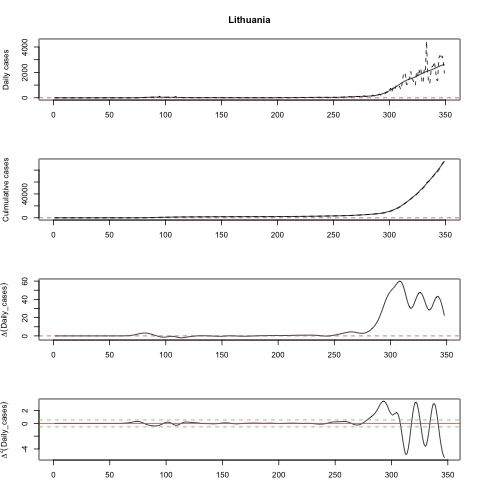 Lithuania
Daily cases
0 2000 4000
0 50 100 150 200 250 300 350
Culmulative cases
0 40000
0 50 100 150 200 250 300 350
Δ(Daily_cases)
0 20 40 60
0 50 100 150 200 250 300 350
Δ²(Daily_cases)
-4 0 2
0 50 100 150 200 250 300 350